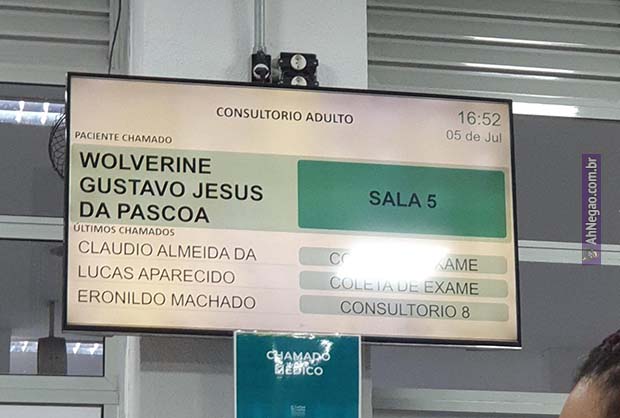 CONSULTORIO ADULTO
16:52
05 de Jul
PACIENTE CHAMADO
WOLVERINE
GUSTAVO JESUS
DA PASCOA
SALA 5
ÚLTIMOS CHAMADOS
CLAUDIO ALMEIDA DA
LUCAS APARECIDO COLETA DE EXAME
ERONILDO MACHADO CONSULTORIO 8
CHAMADO
MÉDICO
AhNegao.com.br